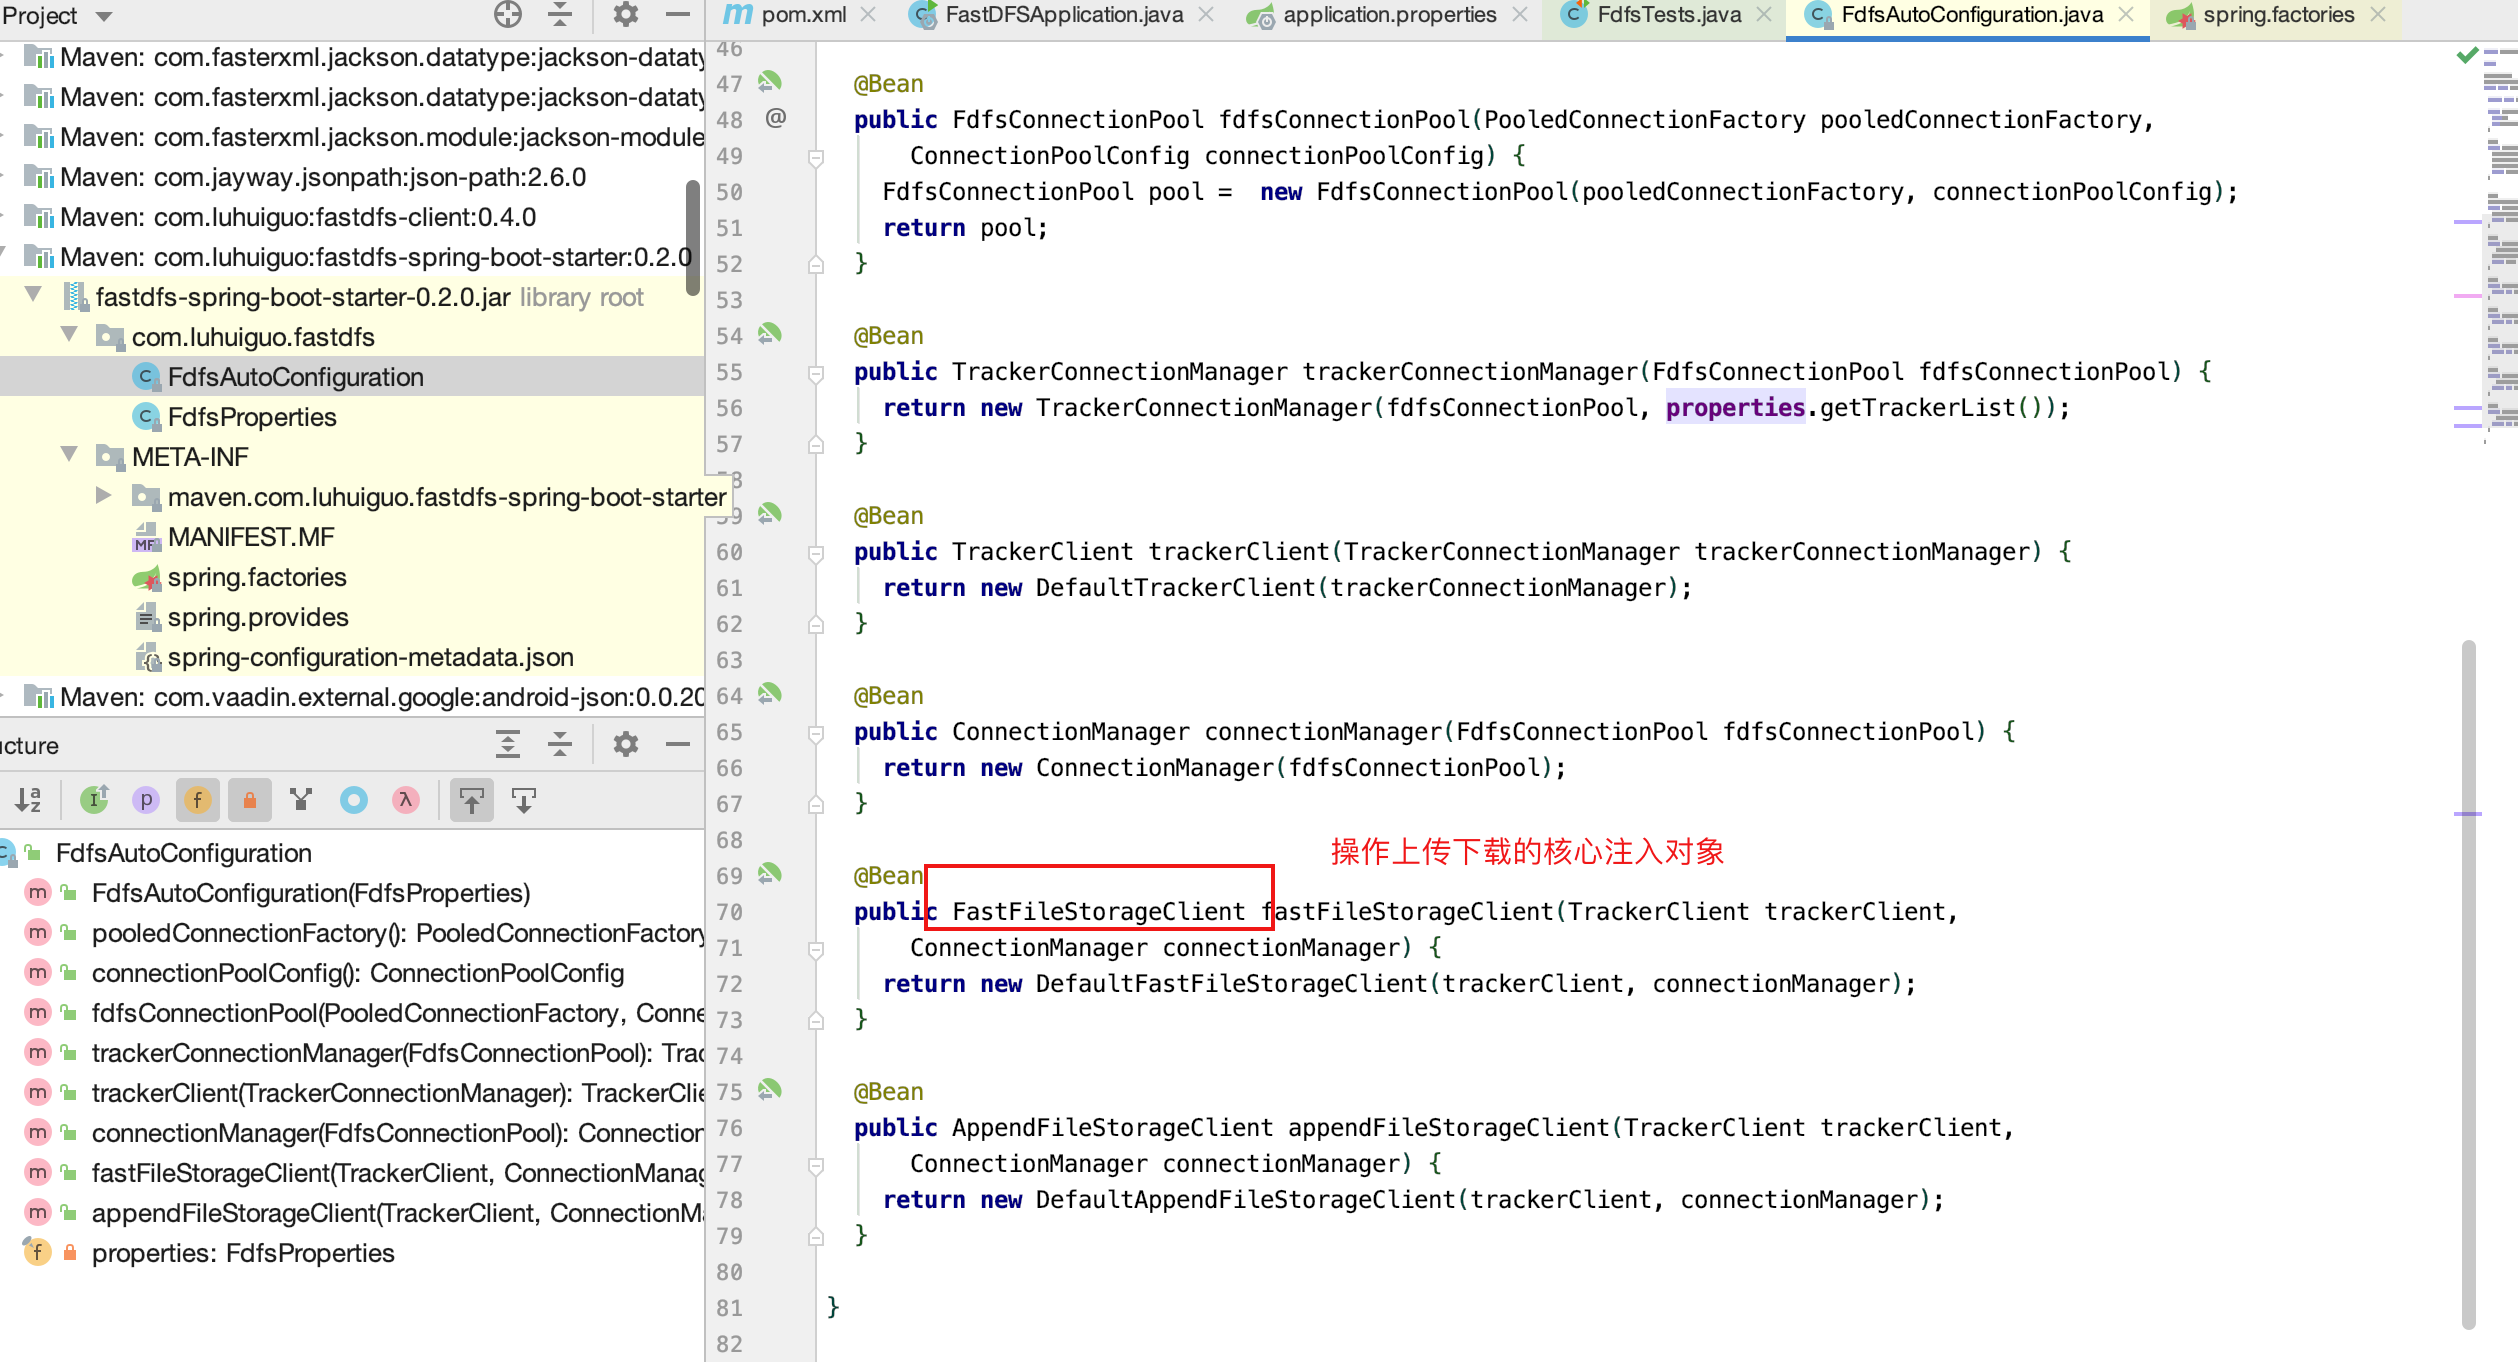 Project
pom.xml
FastDFSApplication.java
application.properties
FdfsTests.java
FdfsAutoConfiguration.java
spring.factories
Maven: com.fasterxml.jackson.datatype:jackson-dataty
Maven: com.fasterxml.jackson.datatype:jackson-dataty
Maven: com.fasterxml.jackson.module:jackson-module
Maven: com.jayway.jsonpath:json-path:2.6.0
Maven: com.luhuiguo:fastdfs-client:0.4.0
Maven: com.luhuiguo:fastdfs-spring-boot-starter:0.2.0
fastdfs-spring-boot-starter-0.2.0.jar library root
com.luhuiguo.fastdfs
FdfsAutoConfiguration
FdfsProperties
META-INF
maven.com.luhuiguo.fastdfs-spring-boot-starter
MANIFEST.MF
spring.factories
spring.provides
spring-configuration-metadata.json
Maven: com.vaadin.external.google:android-json:0.0.20
ucture
FdfsAutoConfiguration
FdfsAutoConfiguration(FdfsProperties)
pooledConnectionFactory(): PooledConnectionFactory
connectionPoolConfig(): ConnectionPoolConfig
fdfsConnectionPool(PooledConnectionFactory, Conne
trackerConnectionManager(FdfsConnectionPool): Trac
trackerClient(TrackerConnectionManager): TrackerClie
connectionManager(FdfsConnectionPool): Connection
fastFileStorageClient(TrackerClient, ConnectionManag
appendFileStorageClient(TrackerClient, ConnectionMa
properties: FdfsProperties
46
47 @Bean
48 @ public FdfsConnectionPool fdfsConnectionPool(PooledConnectionFactory pooledConnectionFactory,
49 ConnectionPoolConfig connectionPoolConfig) {
50 FdfsConnectionPool pool = new FdfsConnectionPool(pooledConnectionFactory, connectionPoolConfig);
51 return pool;
52 }
53
54 @Bean
55 public TrackerConnectionManager trackerConnectionManager(FdfsConnectionPool fdfsConnectionPool) {
56 return new TrackerConnectionManager(fdfsConnectionPool, properties.getTrackerList());
57 }
58
59 @Bean
60 public TrackerClient trackerClient(TrackerConnectionManager trackerConnectionManager) {
61 return new DefaultTrackerClient(trackerConnectionManager);
62 }
63
64 @Bean
65 public ConnectionManager connectionManager(FdfsConnectionPool fdfsConnectionPool) {
66 return new ConnectionManager(fdfsConnectionPool);
67 }
68
操作上传下载的核心注入对象
69 @Bean
70 public FastFileStorageClient fastFileStorageClient(TrackerClient trackerClient,
71 ConnectionManager connectionManager) {
72 return new DefaultFastFileStorageClient(trackerClient, connectionManager);
73 }
74
75 @Bean
76 public AppendFileStorageClient appendFileStorageClient(TrackerClient trackerClient,
77 ConnectionManager connectionManager) {
78 return new DefaultAppendFileStorageClient(trackerClient, connectionManager);
79 }
80
81 }
82